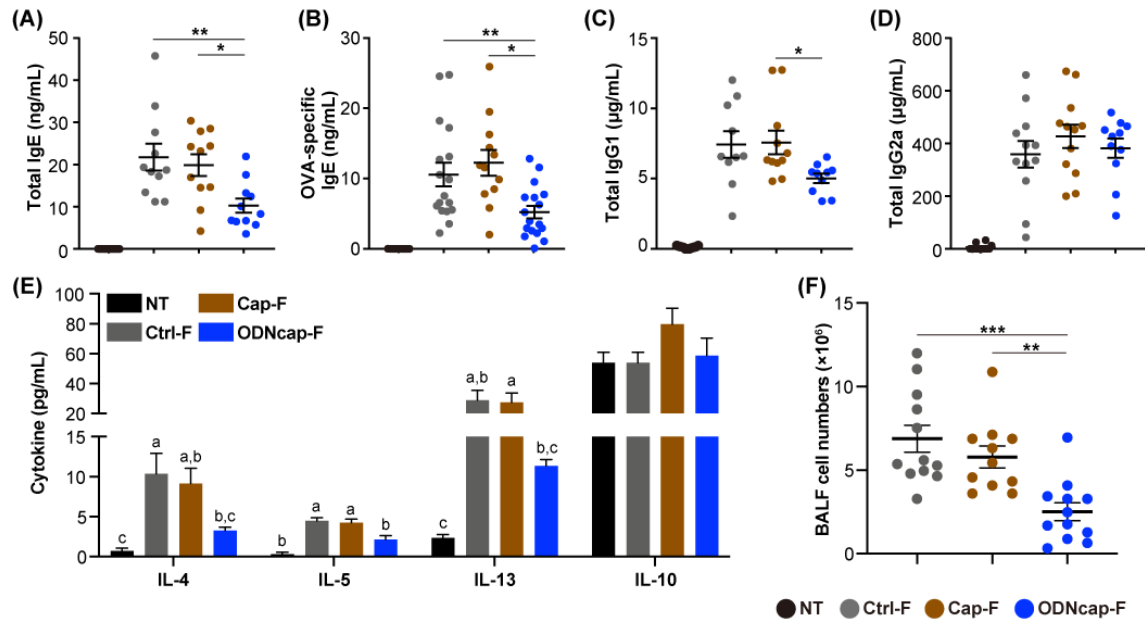 (A)
Total IgE (ng/mL)
50
40
30
20
10
0
**
*
(B)
OVA-specific
IgE (ng/mL)
30
20
10
0
**
*
(C)
Total IgG1 (µg/mL)
15
10
5
0
*
(D)
Total IgG2a (µg/mL)
800
600
400
200
0
(E)
NT
Cap-F
Ctrl-F
ODNcap-F
Cytokine (pg/mL)
100
80
60
40
20
15
10
5
0
c
a
a,b
b,c
b
a
a
b
c
a,b
a
b,c
IL-4
IL-5
IL-13
IL-10
(F)
BALF cell numbers (×10⁶)
15
10
5
0
***
**
NT
Ctrl-F
Cap-F
ODNcap-F